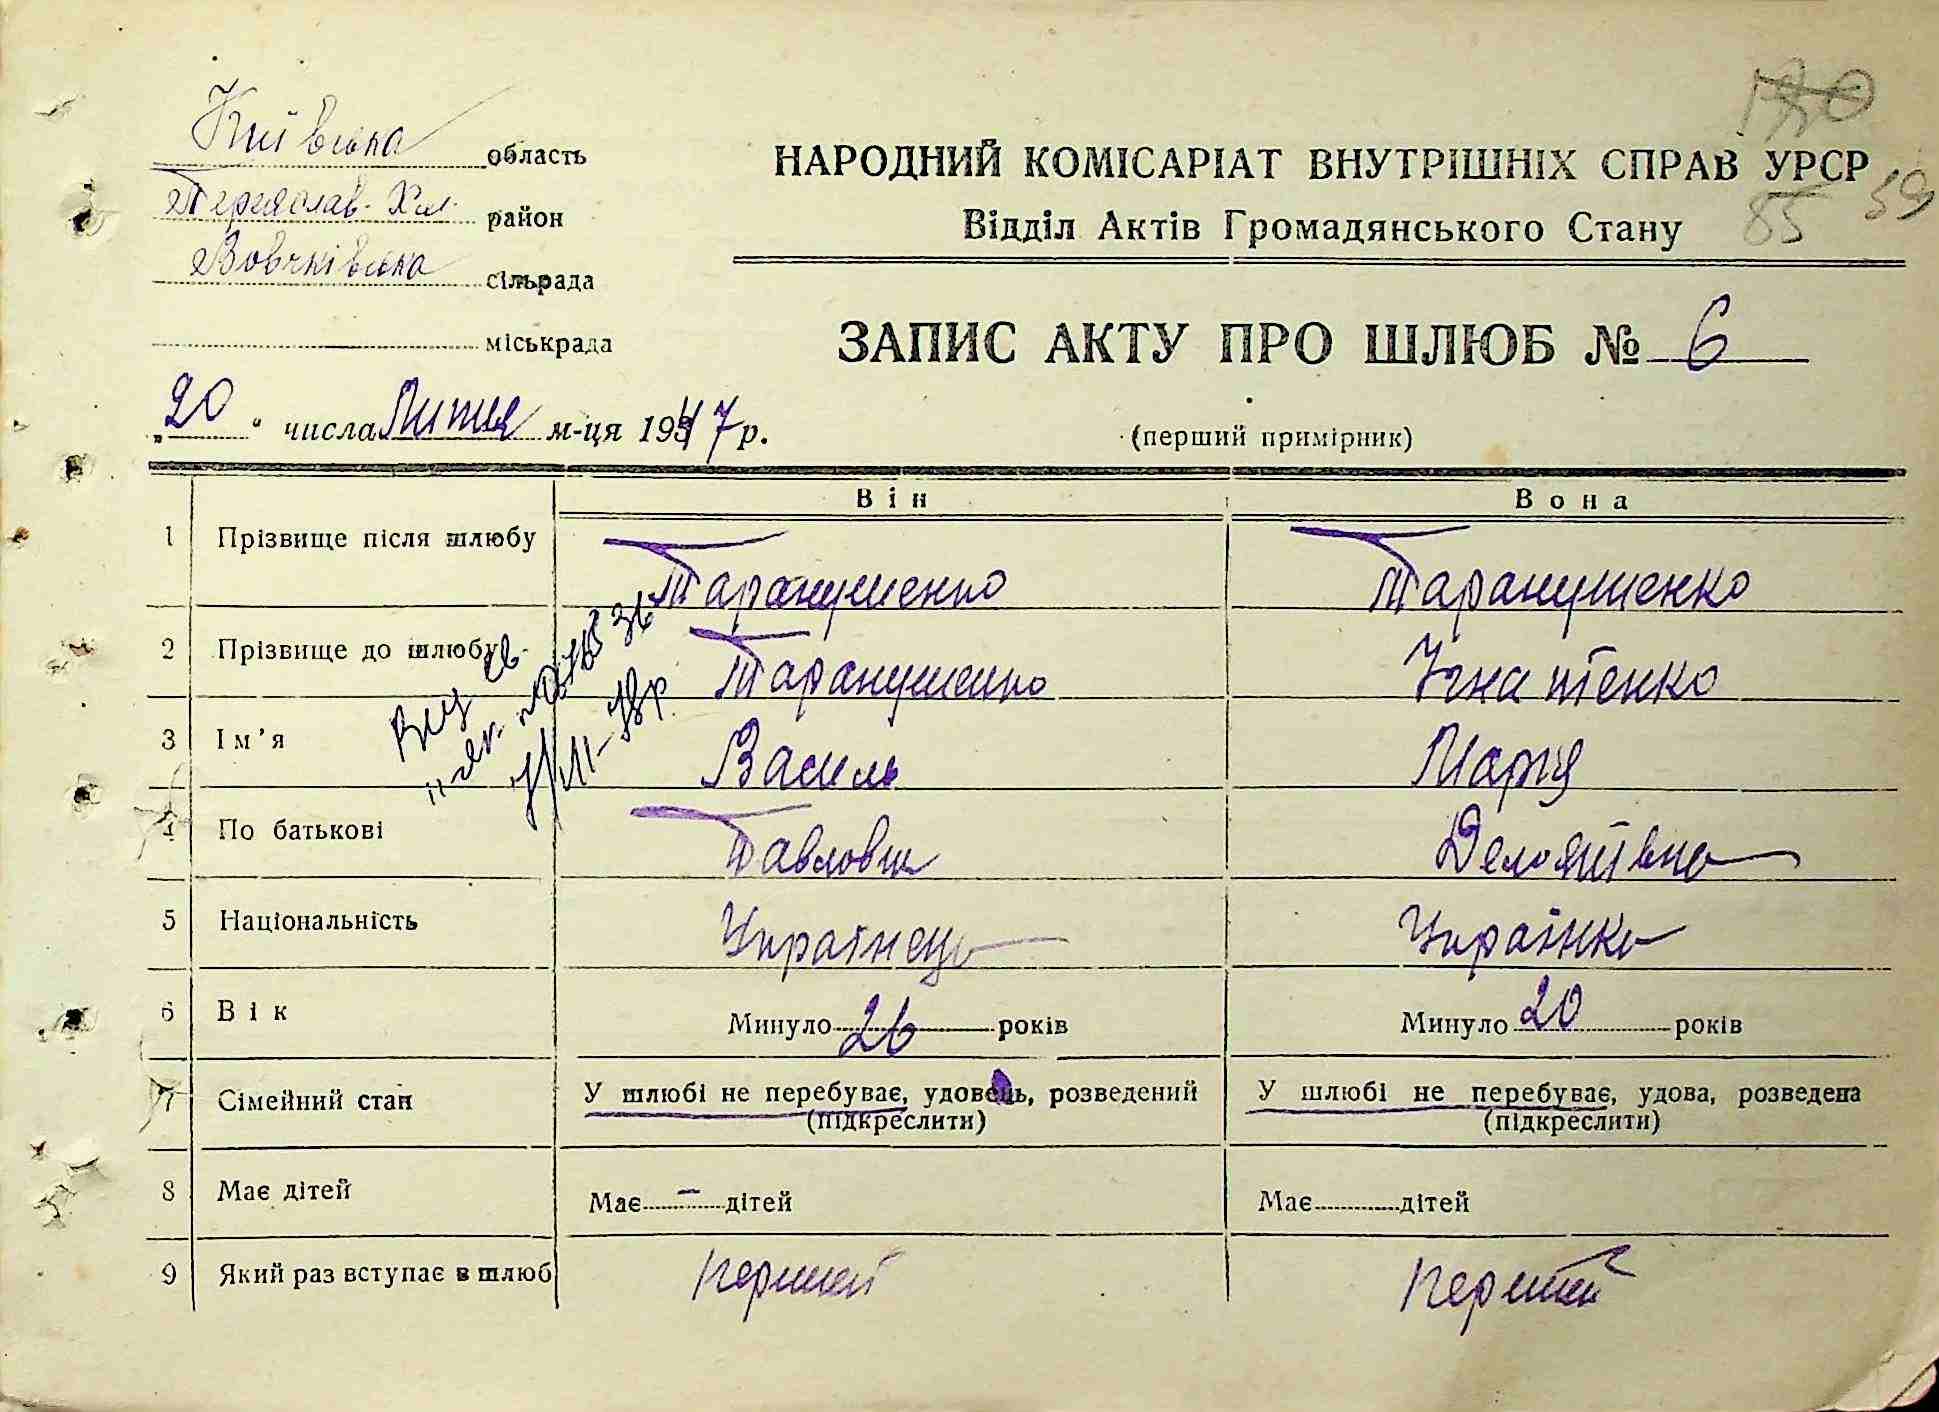 Київська область
Переяслав-Хм. район
Вовчківська сільрада
міськрада
НАРОДНИЙ КОМІСАРІАТ ВНУТРІШНІХ СПРАВ УРСР
Відділ Актів Громадянського Стану
85 59
ЗАПИС АКТУ ПРО ШЛЮБ № 6
„20“ числа Липня м-ця 1947 р.
(перший примірник)
Він Вона
1 Прізвище після шлюбу Таранушенко Таранушенко
2 Прізвище до шлюбу Таранушенко Ігнатенко
3 Ім'я Василь Марія
4 По батькові Павлович
5 Національність Українець Українка
6 Вік Минуло 26 років Минуло 20 років
7 Сімейний стан У шлюбі не перебуває, удовець, розведений У шлюбі не перебуває, удова, розведена
(підкреслити) (підкреслити)
8 Має дітей Має - дітей Має дітей
9 Який раз вступає в шлюб перший перший